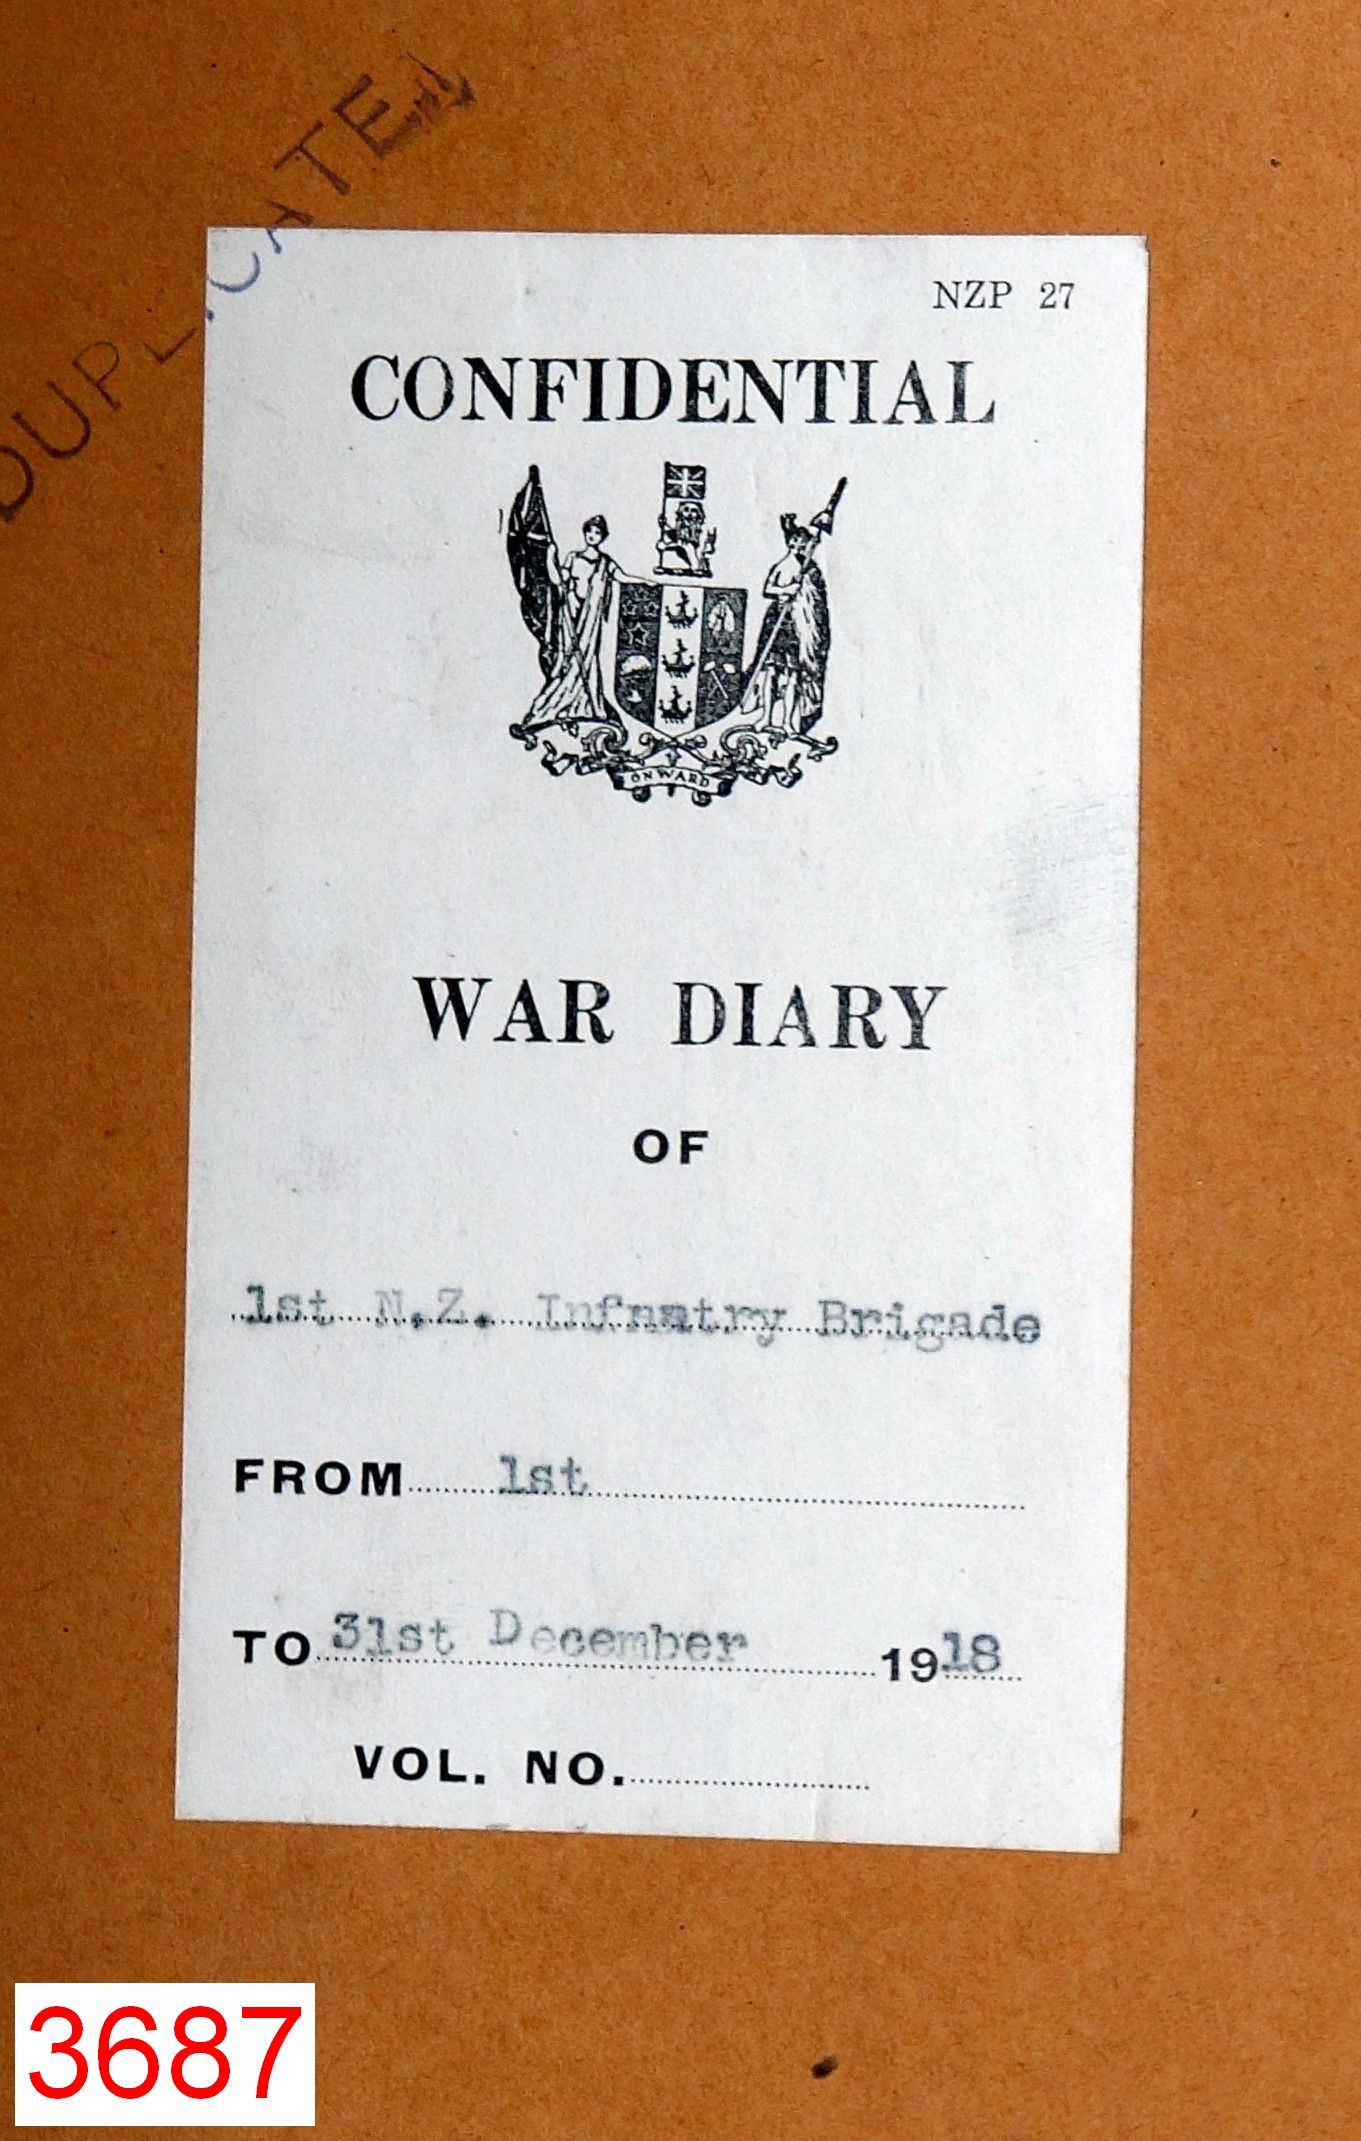 DUPLICATE
NZP 27
CONFIDENTIAL
ONWARD
WAR DIARY
OF
1st N.Z. Infnatry Brigade
FROM 1st
TO 31st December 1918
VOL. NO.
3687